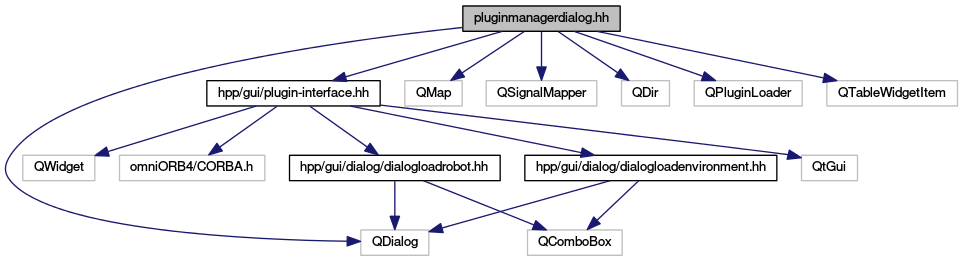 pluginmanagerdialog.hh
hpp/gui/plugin-interface.hh
QMap
QSignalMapper
QDir
QPluginLoader
QTableWidgetItem
QWidget
omniORB4/CORBA.h
hpp/gui/dialog/dialogloadrobot.hh
hpp/gui/dialog/dialogloadenvironment.hh
QtGui
QDialog
QComboBox